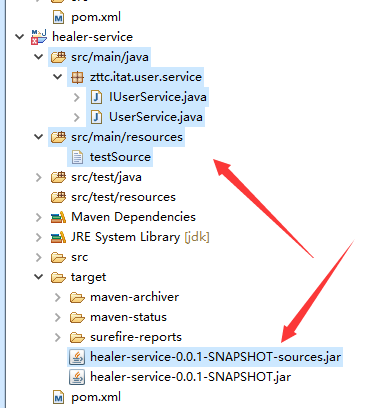 src
pom.xml
healer-service
src/main/java
zttc.itat.user.service
IUserService.java
UserService.java
src/main/resources
testSource
src/test/java
src/test/resources
Maven Dependencies
JRE System Library [jdk]
src
target
maven-archiver
maven-status
surefire-reports
healer-service-0.0.1-SNAPSHOT-sources.jar
healer-service-0.0.1-SNAPSHOT.jar
pom.xml